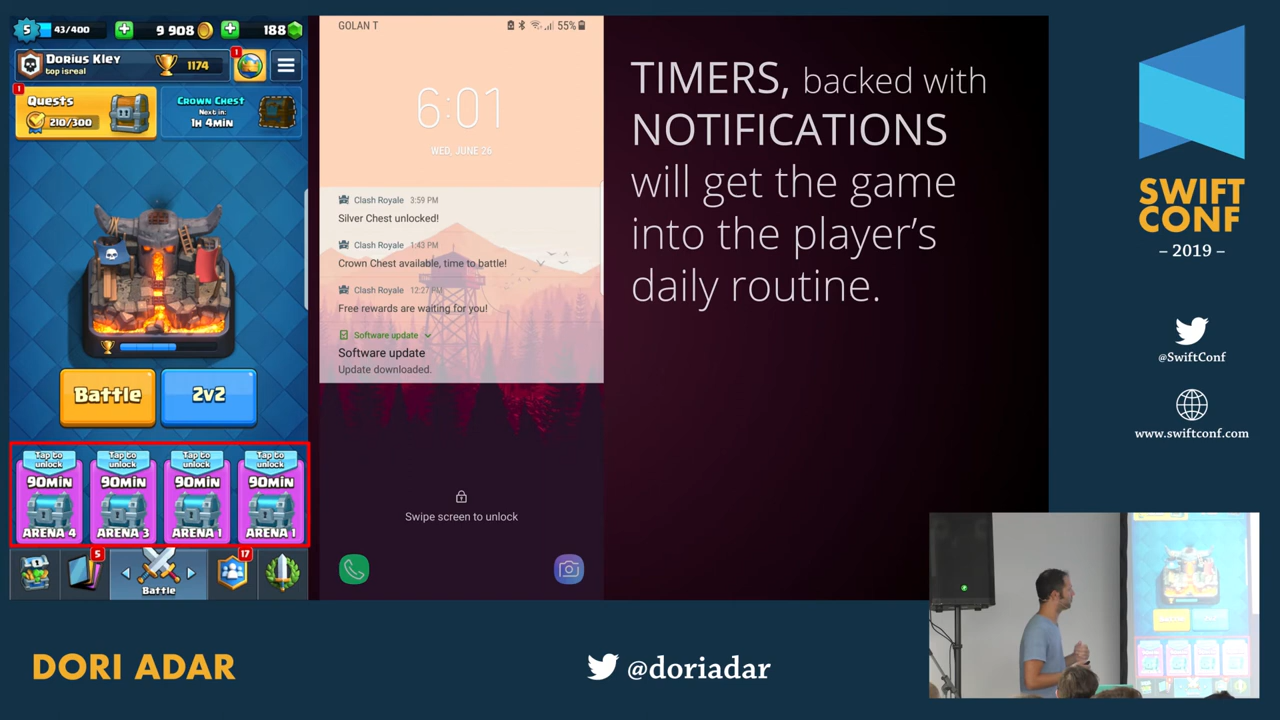 5
43/400
9 908
188
Dorius Kley
top isreal
1174
1
1
Quests
210/300
Crown Chest
Next in:
1H 4MIN
Battle
2v2
Tap to unlock
90MIN
ARENA 4
Tap to unlock
90MIN
ARENA 3
Tap to unlock
90MIN
ARENA 1
Tap to unlock
90MIN
ARENA 1
5
Battle
17
GOLAN T
55%
6:01
WED, JUNE 26
Clash Royale 3:59 PM
Silver Chest unlocked!
Clash Royale 1:43 PM
Crown Chest available, time to battle!
Clash Royale 12:27 PM
Free rewards are waiting for you!
Software update
Software update
Update downloaded.
Swipe screen to unlock
TIMERS, backed with
NOTIFICATIONS
will get the game
into the player's
daily routine.
SWIFT
CONF
– 2019 –
@SwiftConf
www.swiftconf.com
DORI ADAR
@doriadar